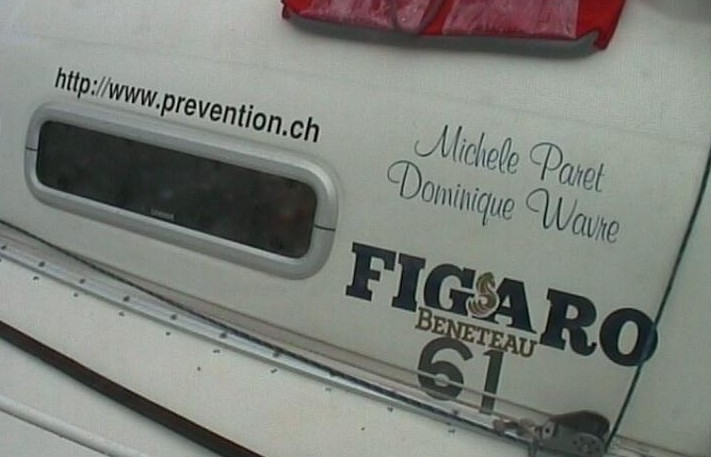 http://www.prevention.ch
Michele Paret
Dominique Wavre
FIGARO
BENETEAU
61